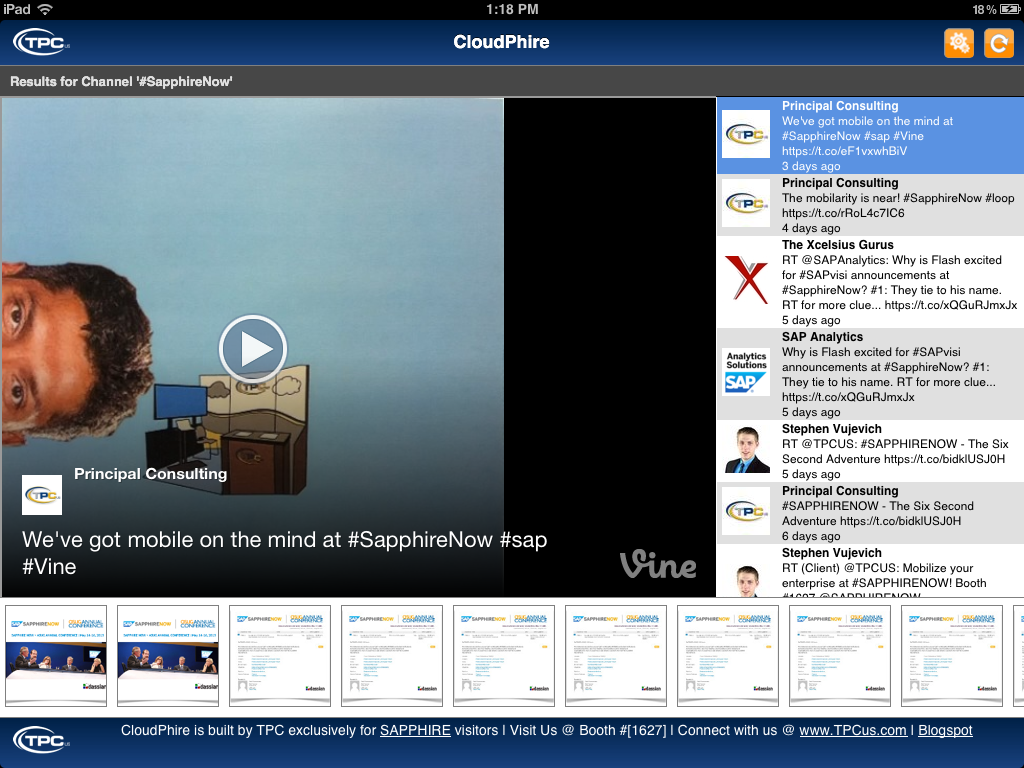 iPad 1:18 PM 18%
TPC US CloudPhire
Results for Channel '#SapphireNow'
Principal Consulting
We've got mobile on the mind at #SapphireNow #sap
#Vine
Vine
Principal Consulting
We've got mobile on the mind at
#SapphireNow #sap #Vine
https://t.co/eF1vxwhBiV
3 days ago
Principal Consulting
The mobilarity is near! #SapphireNow #loop
https://t.co/rRoL4c7IC6
4 days ago
The Xcelsius Gurus
RT @SAPAnalytics: Why is Flash excited
for #SAPvisi announcements at
#SapphireNow? #1: They tie to his name.
RT for more clue... https://t.co/xQGuRJmxJx
5 days ago
SAP Analytics
Analytics
Solutions
SAP
Why is Flash excited for #SAPvisi
announcements at #SapphireNow? #1:
They tie to his name. RT for more clue...
https://t.co/xQGuRJmxJx
5 days ago
Stephen Vujevich
RT @TPCUS: #SAPPHIRENOW - The Six
Second Adventure https://t.co/bidklUSJ0H
5 days ago
Principal Consulting
#SAPPHIRENOW - The Six Second
Adventure https://t.co/bidklUSJ0H
6 days ago
Stephen Vujevich
RT (Client) @TPCUS: Mobilize your
enterprise at #SAPPHIRENOW! Booth
#1627 @SAPPHIRENOW
TPC US
CloudPhire is built by TPC exclusively for SAPPHIRE visitors | Visit Us @ Booth #[1627] | Connect with us @ www.TPCus.com | Blogspot